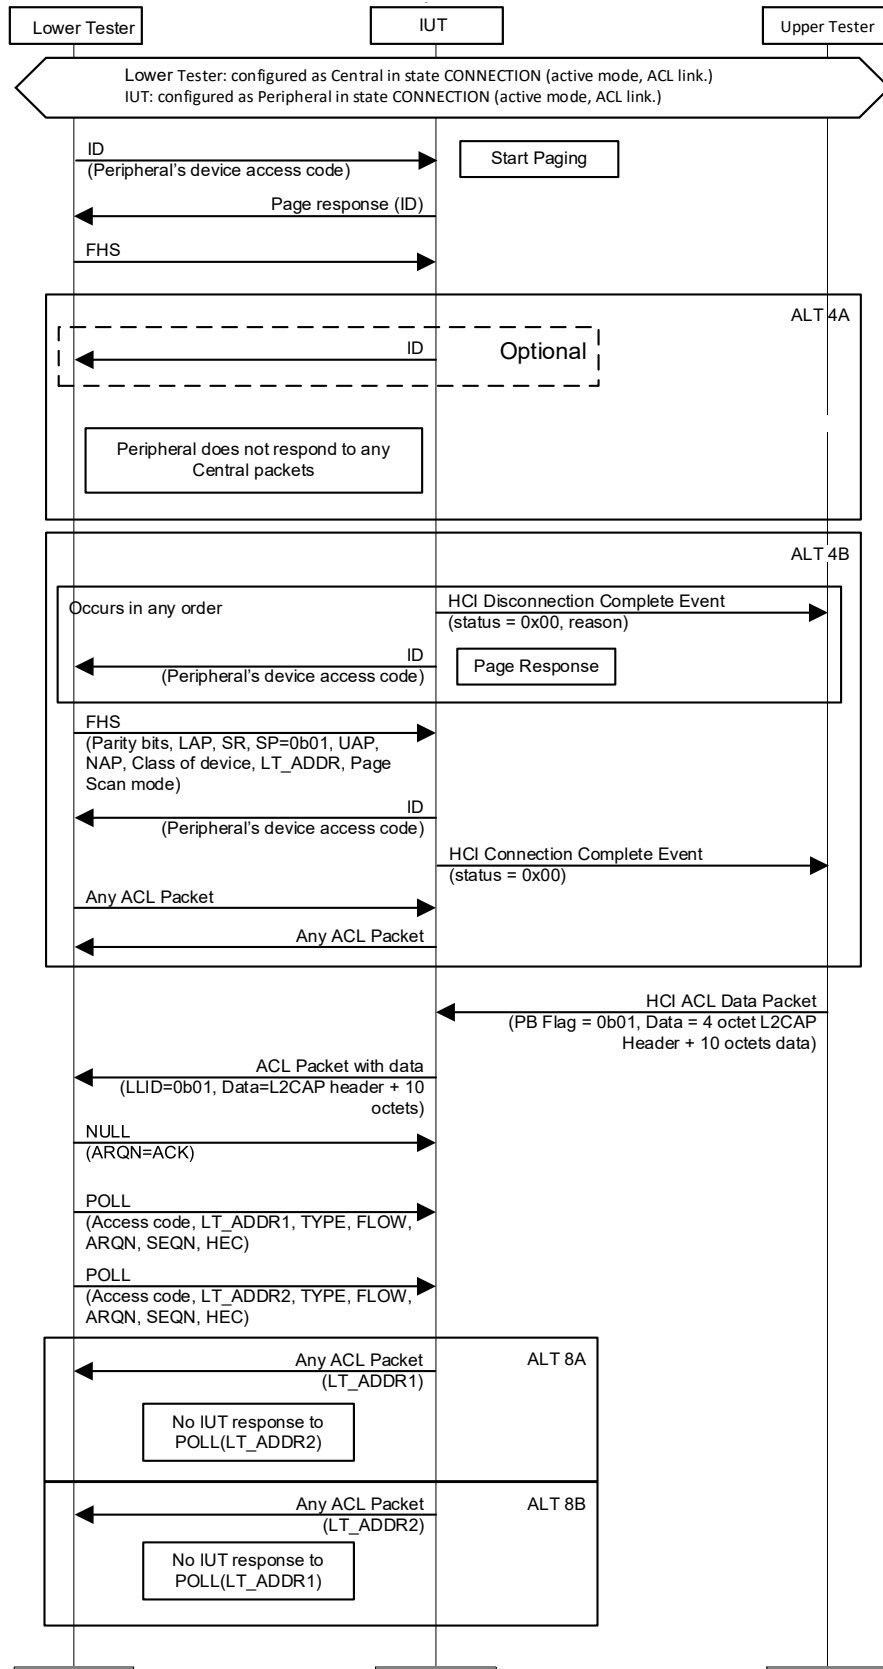 Lower Tester
IUT
Upper Tester
Lower Tester: configured as Central in state CONNECTION (active mode, ACL link.)
IUT: configured as Peripheral in state CONNECTION (active mode, ACL link.)
ID
(Peripheral's device access code)
Start Paging
Page response (ID)
FHS
ALT 4A
ID
Optional
Peripheral does not respond to any
Central packets
ALT 4B
Occurs in any order
HCI Disconnection Complete Event
(status = 0x00, reason)
ID
(Peripheral's device access code)
Page Response
FHS
(Parity bits, LAP, SR, SP=0b01, UAP,
NAP, Class of device, LT_ADDR, Page
Scan mode)
ID
(Peripheral's device access code)
HCI Connection Complete Event
(status = 0x00)
Any ACL Packet
Any ACL Packet
HCI ACL Data Packet
(PB Flag = 0b01, Data = 4 octet L2CAP
Header + 10 octets data)
ACL Packet with data
(LLID=0b01, Data=L2CAP header + 10
octets)
NULL
(ARQN=ACK)
POLL
(Access code, LT_ADDR1, TYPE, FLOW,
ARQN, SEQN, HEC)
POLL
(Access code, LT_ADDR2, TYPE, FLOW,
ARQN, SEQN, HEC)
ALT 8A
Any ACL Packet
(LT_ADDR1)
No IUT response to
POLL(LT_ADDR2)
ALT 8B
Any ACL Packet
(LT_ADDR2)
No IUT response to
POLL(LT_ADDR1)